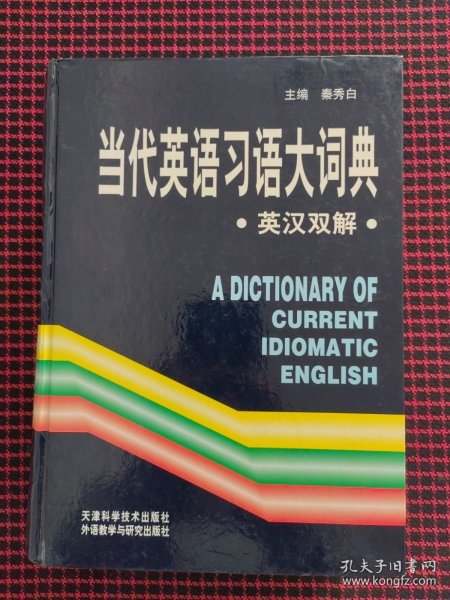 主编 秦秀白
当代英语习语大词典
·英汉双解·
A DICTIONARY OF
CURRENT
IDIOMATIC
ENGLISH
天津科学技术出版社
外语教学与研究出版社
孔夫子旧书网
www.kongfz.com